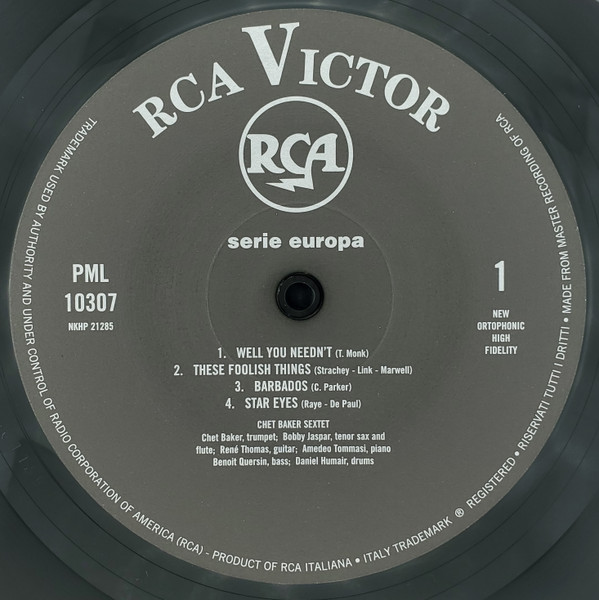 RCA VICTOR
RCA
serie europa
PML
10307
NKHP 21285
1
NEW
ORTOPHONIC
HIGH
FIDELITY
1. WELL YOU NEEDN'T (T. Monk)
2. THESE FOOLISH THINGS (Strachey - Link - Marwell)
3. BARBADOS (C. Parker)
4. STAR EYES (Raye - De Paul)
CHET BAKER SEXTET
Chet Baker, trumpet; Bobby Jaspar, tenor sax and
flute; René Thomas, guitar; Amedeo Tommasi, piano
Benoit Quersin, bass; Daniel Humair, drums
TRADEMARK USED BY AUTHORITY AND UNDER CONTROL OF RADIO CORPORATION OF AMERICA (RCA) - PRODUCT OF RCA ITALIANA • ITALY TRADEMARK ® REGISTERED • RISERVATI TUTTI I DRITTI • MADE FROM MASTER RECORDING OF RCA